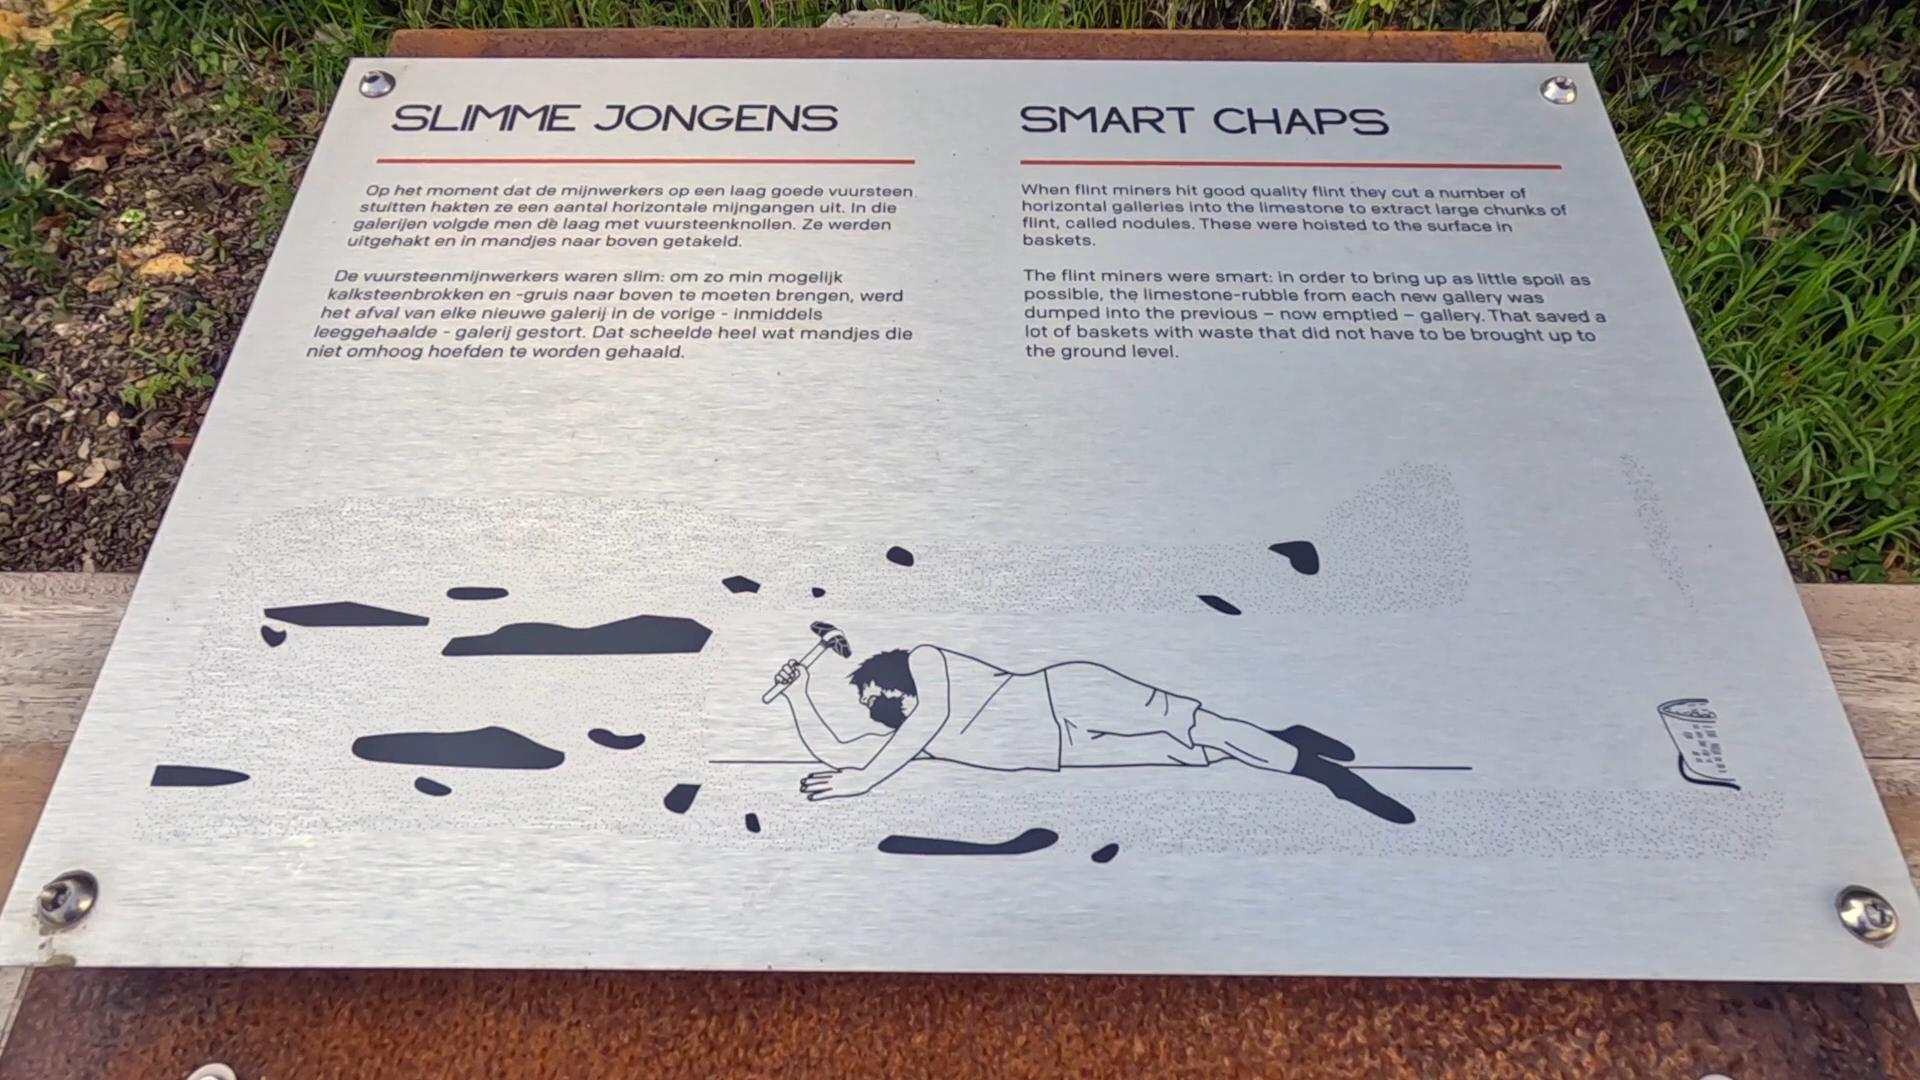 SLIMME JONGENS
Op het moment dat de mijnwerkers op een laag goede vuursteen
stuitten hakten ze een aantal horizontale mijngangen uit. In die
galerijen volgde men de laag met vuursteenknollen. Ze werden
uitgehakt en in mandjes naar boven getakeld.
De vuursteenmijnwerkers waren slim: om zo min mogelijk
kalksteenbrokken en -gruis naar boven te moeten brengen, werd
het afval van elke nieuwe galerij in de vorige - inmiddels
leeggehaalde - galerij gestort. Dat scheelde heel wat mandjes die
niet omhoog hoefden te worden gehaald.
SMART CHAPS
When flint miners hit good quality flint they cut a number of
horizontal galleries into the limestone to extract large chunks of
flint, called nodules. These were hoisted to the surface in
baskets.
The flint miners were smart: in order to bring up as little spoil as
possible, the limestone-rubble from each new gallery was
dumped into the previous – now emptied – gallery. That saved a
lot of baskets with waste that did not have to be brought up to
the ground level.